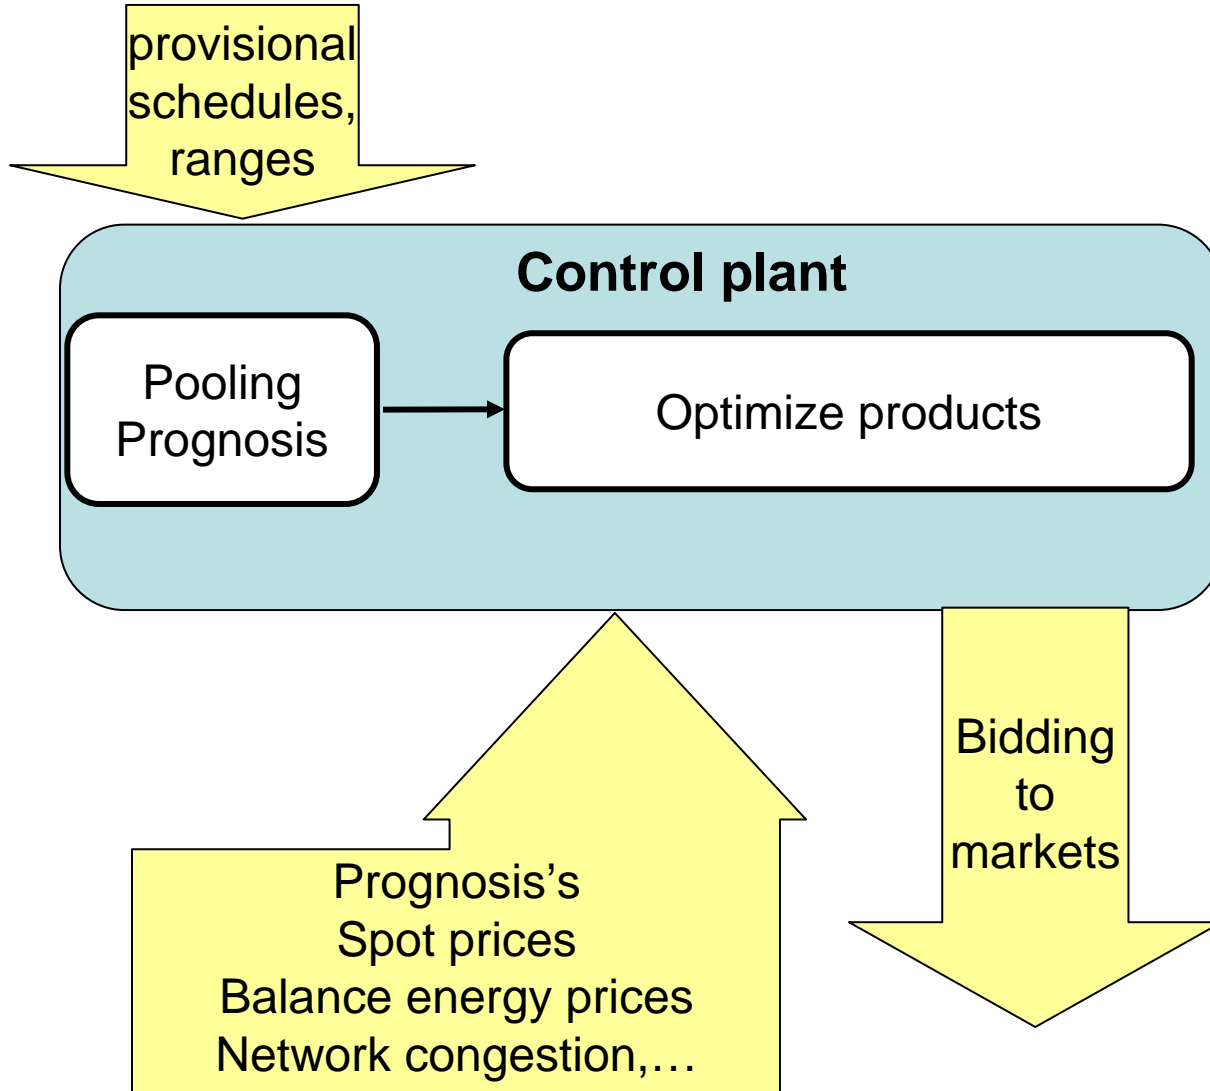 provisional
schedules,
ranges
Control plant
Pooling
Prognosis
Optimize products
Bidding
to
markets
Prognosis’s
Spot prices
Balance energy prices
Network congestion,…